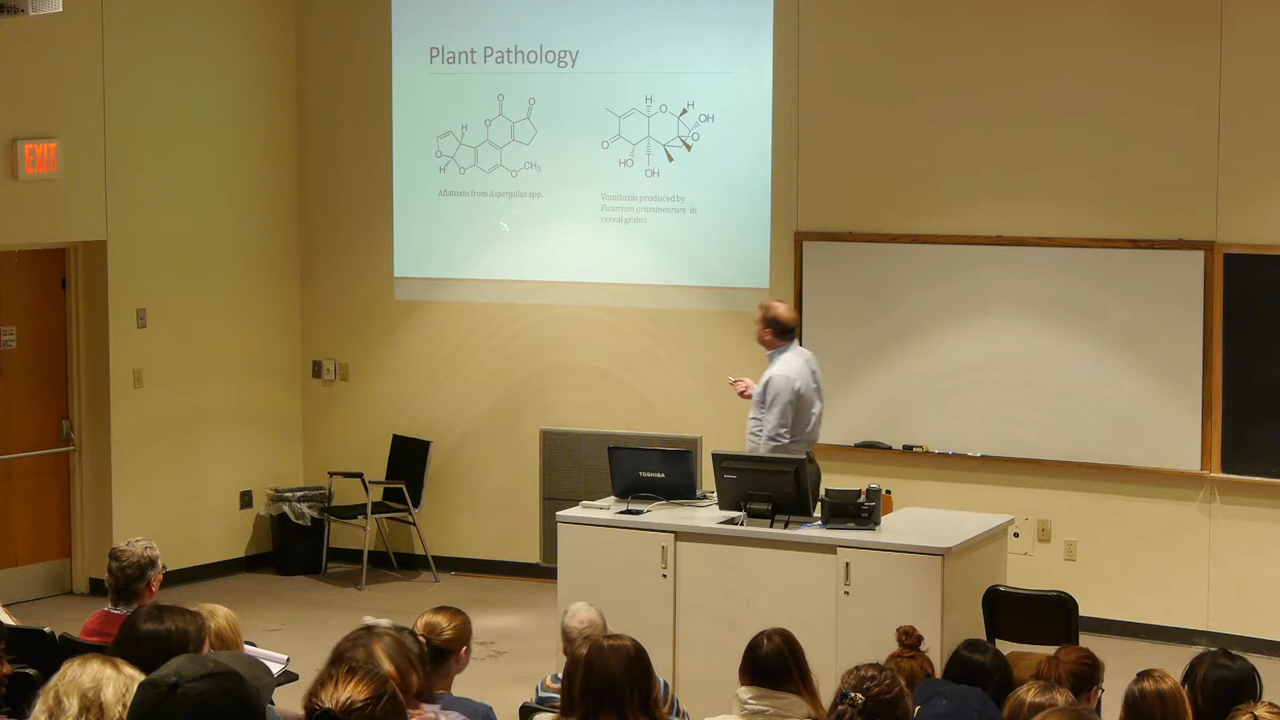 Plant Pathology
Aflatoxin from Aspergillus spp.
Vomitoxin produced by
Fusarium graminearum in
cereal grains.
O
O
O
H
O
H
O
O
CH₃
H
O
H
OH
O
O
HO
OH
EXIT
TOSHIBA